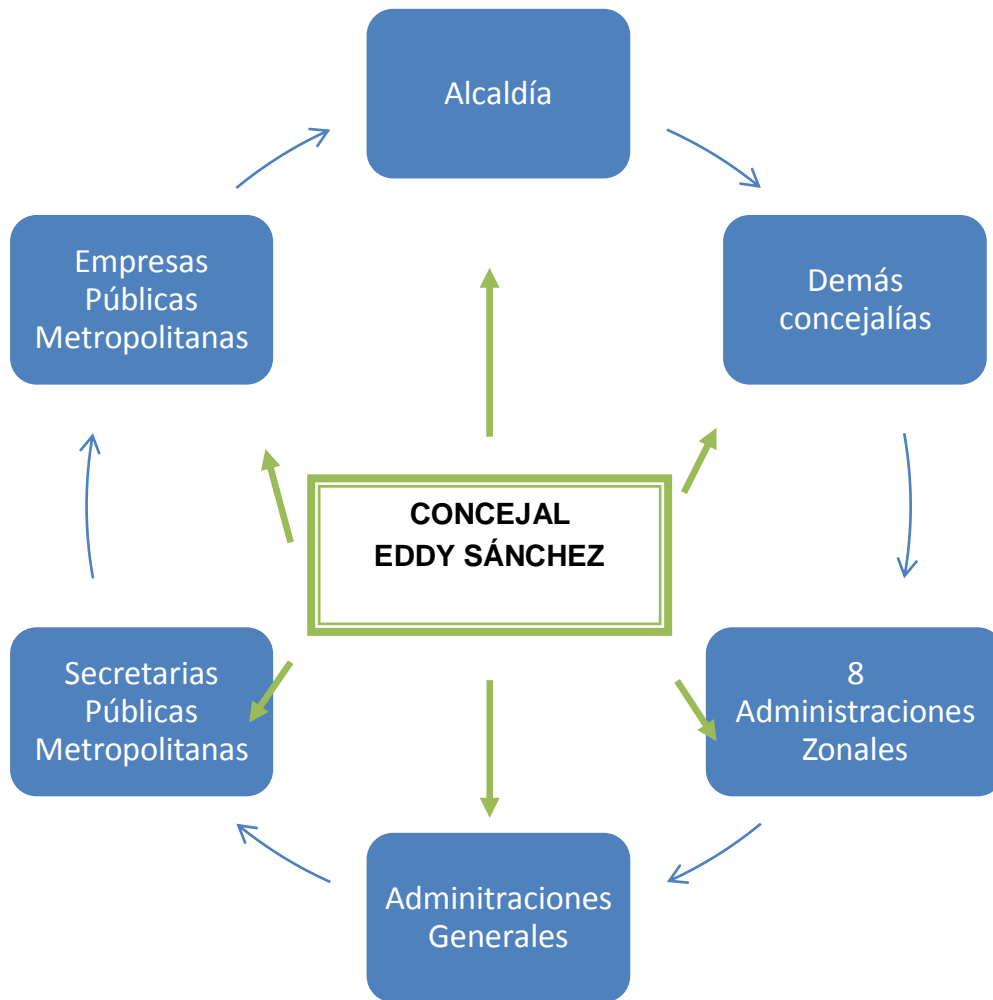 Alcaldía
Empresas
Públicas
Metropolitanas
Demás
concejalías
CONCEJAL
EDDY SÁNCHEZ
Secretarias
Públicas
Metropolitanas
8
Administraciones
Zonales
Adminitraciones
Generales